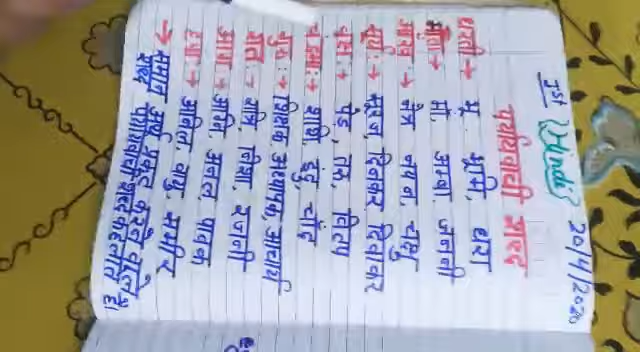 Ist (Hindi) 20/4/2020
पर्यायवाची शब्द
धरती → भू, भूमि, धरा
माँ → माँ, अम्बा, जननी
आँख → नेत्र, नयन, चक्षु
सूर्य → सूरज, दिनकर, दिवाकर
वृक्ष → पेड़, तरु, विटप
चंद्रमा → शशि, इंदु, चाँद
गुरु → शिक्षक, अध्यापक, आचार्य
रात → रात्रि, निशा, रजनी
आग → अग्नि, अनल, पावक
हवा → अनिल, वायु, समीर
→ समान अर्थ प्रकट करने वाले
शब्द पर्यायवाची शब्द कहलाते है।